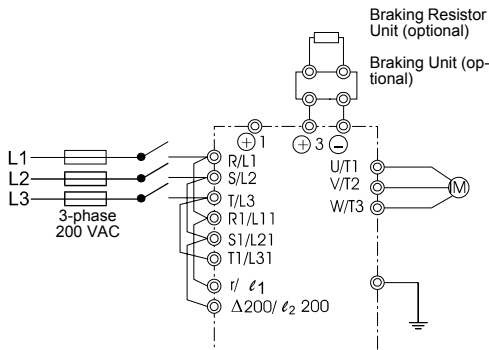 Braking Resistor
Unit (optional)
Braking Unit (op-
tional)
⊕ 1
⊕ 3 ⊖
L1
L2
L3
3-phase
200 VAC
R/L1
S/L2
T/L3
R1/L11
S1/L21
T1/L31
r/ ℓ1
Δ200/ ℓ2 200
U/T1
V/T2
W/T3
M